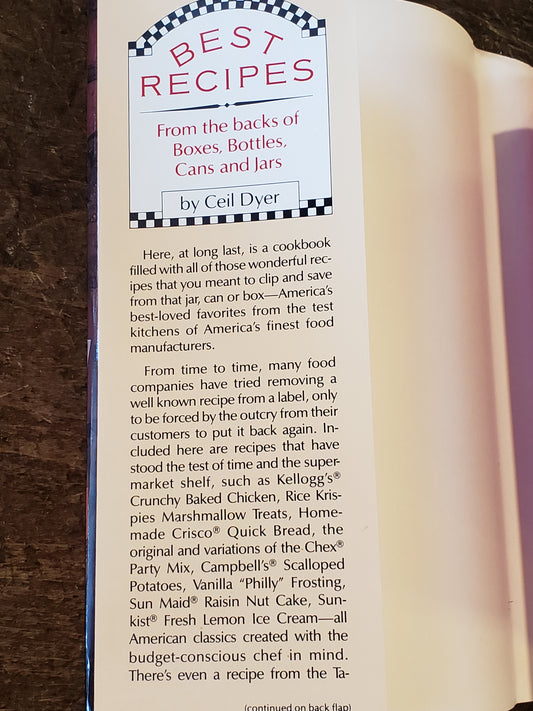 BEST
RECIPES
From the backs of
Boxes, Bottles,
Cans and Jars
by Ceil Dyer
Here, at long last, is a cookbook
filled with all of those wonderful rec-
ipes that you meant to clip and save
from that jar, can or box—America's
best-loved favorites from the test
kitchens of America's finest food
manufacturers.
From time to time, many food
companies have tried removing a
well known recipe from a label, only
to be forced by the outcry from their
customers to put it back again. In-
cluded here are recipes that have
stood the test of time and the super-
market shelf, such as Kellogg's®
Crunchy Baked Chicken, Rice Kris-
pies Marshmallow Treats, Home-
made Crisco® Quick Bread, the
original and variations of the Chex®
Party Mix, Campbell's® Scalloped
Potatoes, Vanilla "Philly" Frosting,
Sun Maid® Raisin Nut Cake, Sun-
kist® Fresh Lemon Ice Cream—all
American classics created with the
budget-conscious chef in mind.
There's even a recipe from the Ta-
(continued on back flap)